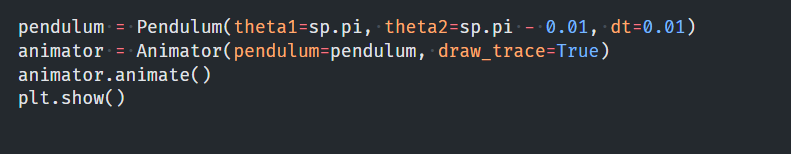 pendulum = Pendulum(theta1=sp.pi, theta2=sp.pi - 0.01, dt=0.01)
animator = Animator(pendulum=pendulum, draw_trace=True)
animator.animate()
plt.show()